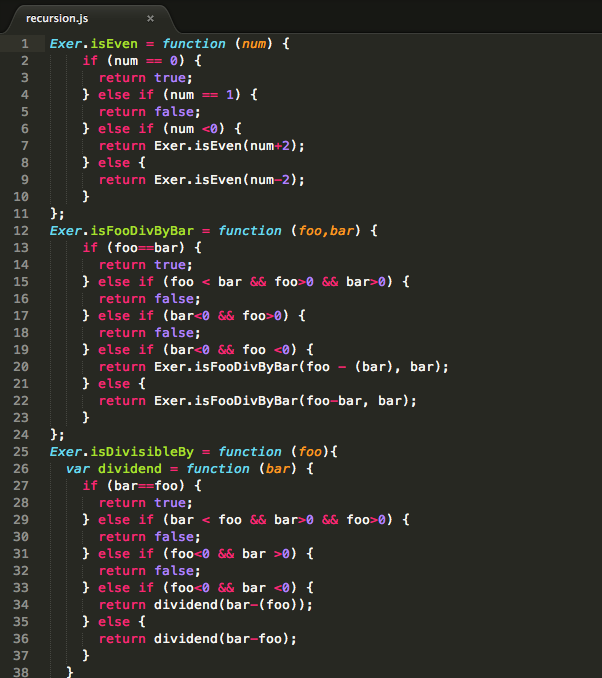 recursion.js ×
1 Exer.isEven = function (num) {
2 if (num == 0) {
3 return true;
4 } else if (num == 1) {
5 return false;
6 } else if (num <0) {
7 return Exer.isEven(num+2);
8 } else {
9 return Exer.isEven(num-2);
10 }
11 };
12 Exer.isFooDivByBar = function (foo,bar) {
13 if (foo==bar) {
14 return true;
15 } else if (foo < bar && foo>0 && bar>0) {
16 return false;
17 } else if (bar<0 && foo>0) {
18 return false;
19 } else if (bar<0 && foo <0) {
20 return Exer.isFooDivByBar(foo - (bar), bar);
21 } else {
22 return Exer.isFooDivByBar(foo-bar, bar);
23 }
24 };
25 Exer.isDivisibleBy = function (foo){
26 var dividend = function (bar) {
27 if (bar==foo) {
28 return true;
29 } else if (bar < foo && bar>0 && foo>0) {
30 return false;
31 } else if (foo<0 && bar >0) {
32 return false;
33 } else if (foo<0 && bar <0) {
34 return dividend(bar-(foo));
35 } else {
36 return dividend(bar-foo);
37 }
38 }